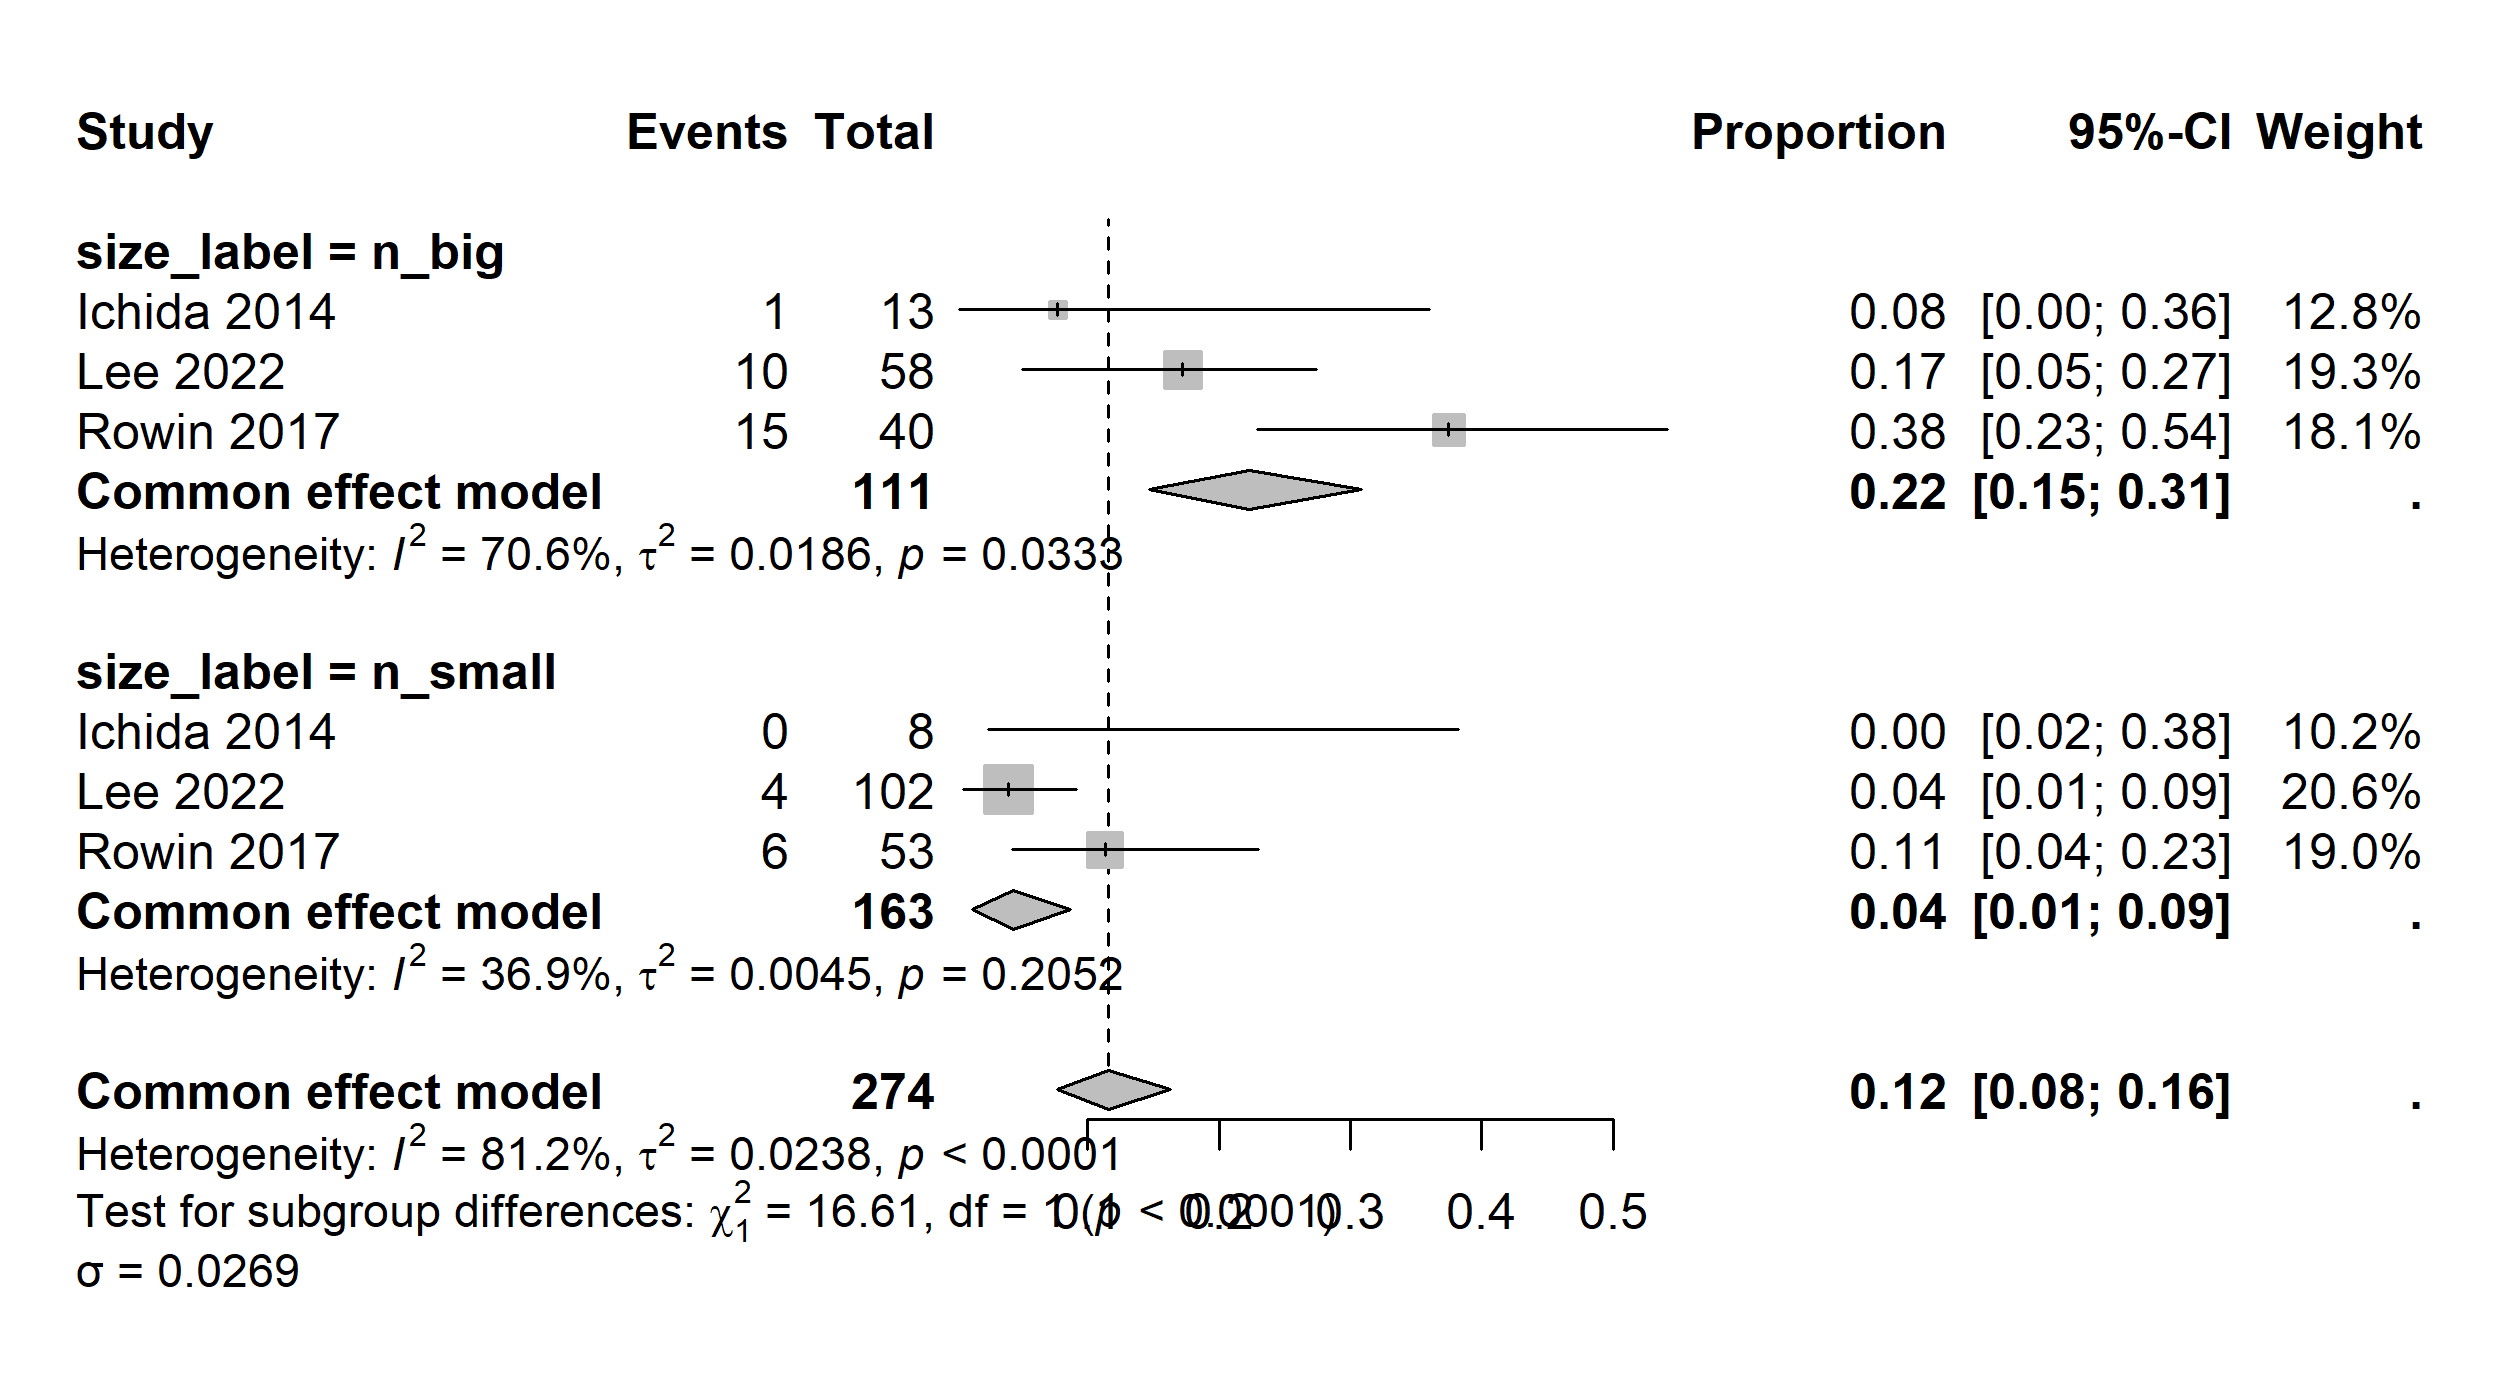 Study Events Total Proportion 95%-CI Weight
size_label = n_big
Ichida 2014 1 13 0.08 [0.00; 0.36] 12.8%
Lee 2022 10 58 0.17 [0.05; 0.27] 19.3%
Rowin 2017 15 40 0.38 [0.23; 0.54] 18.1%
Common effect model 111 0.22 [0.15; 0.31] .
Heterogeneity: I² = 70.6%, τ² = 0.0186, p = 0.0333
size_label = n_small
Ichida 2014 0 8 0.00 [0.02; 0.38] 10.2%
Lee 2022 4 102 0.04 [0.01; 0.09] 20.6%
Rowin 2017 6 53 0.11 [0.04; 0.23] 19.0%
Common effect model 163 0.04 [0.01; 0.09] .
Heterogeneity: I² = 36.9%, τ² = 0.0045, p = 0.2052
Common effect model 274 0.12 [0.08; 0.16] .
Heterogeneity: I² = 81.2%, τ² = 0.0238, p < 0.0001
Test for subgroup differences: χ²₁ = 16.61, df = 1 (p < 0.0001)
0.1 0.2 0.3 0.4 0.5
σ = 0.0269